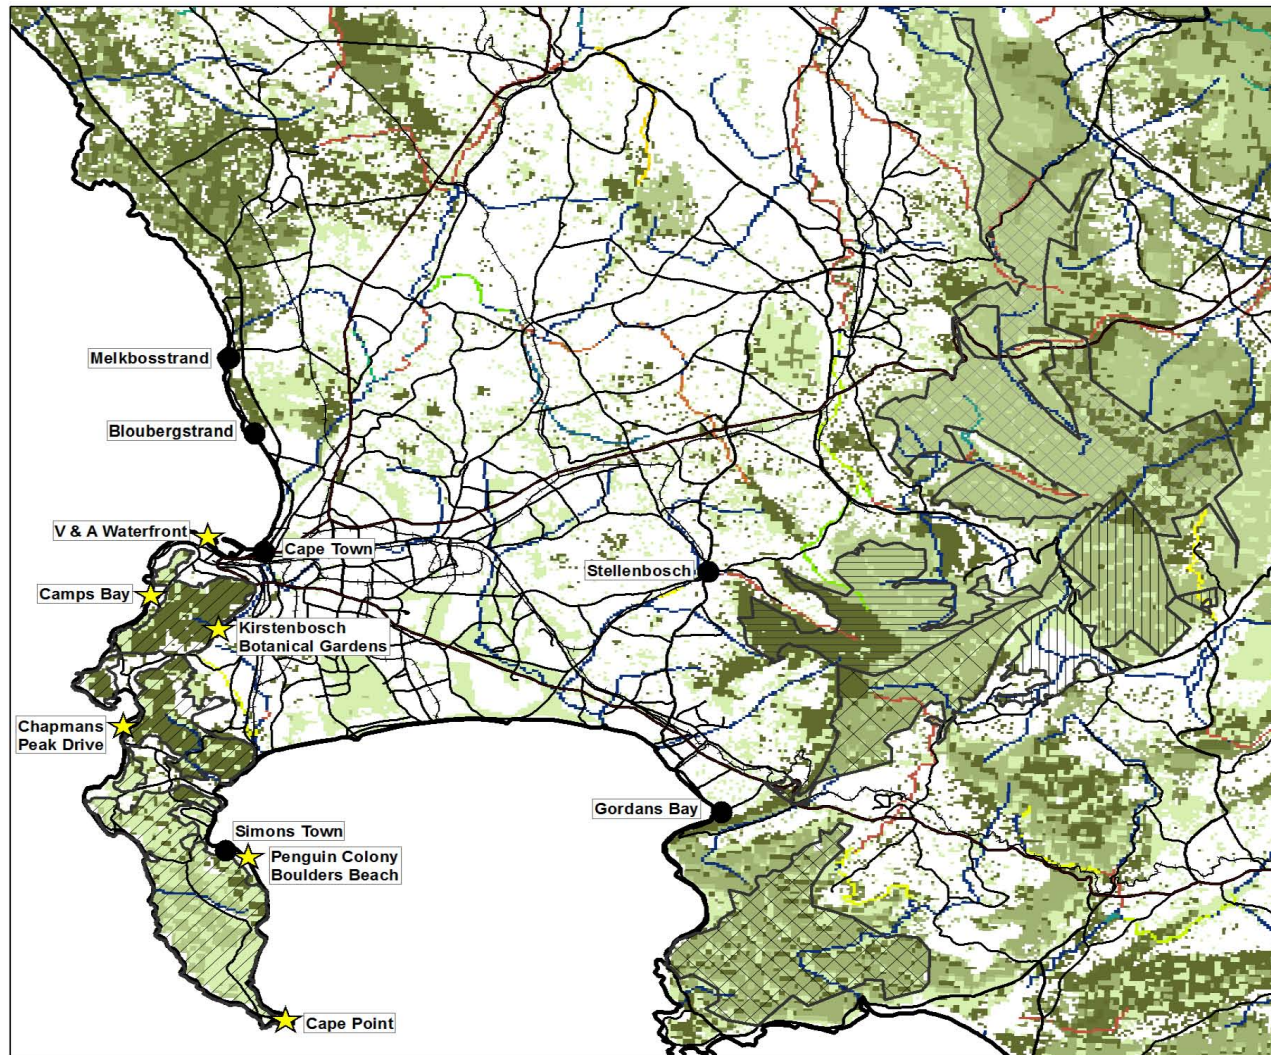 Melkbosstrand
Bloubergstrand
V & A Waterfront
Cape Town
Camps Bay
Stellenbosch
Kirstenbosch
Botanical Gardens
Chapmans
Peak Drive
Gordans Bay
Simons Town
Penguin Colony
Boulders Beach
Cape Point